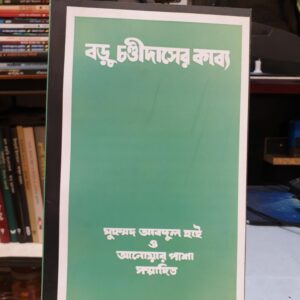 বড়ু চণ্ডীদাসের কাব্য
মুহম্মদ আবদুল হাই
ও
আনোয়ার পাশা
সম্পাদিত